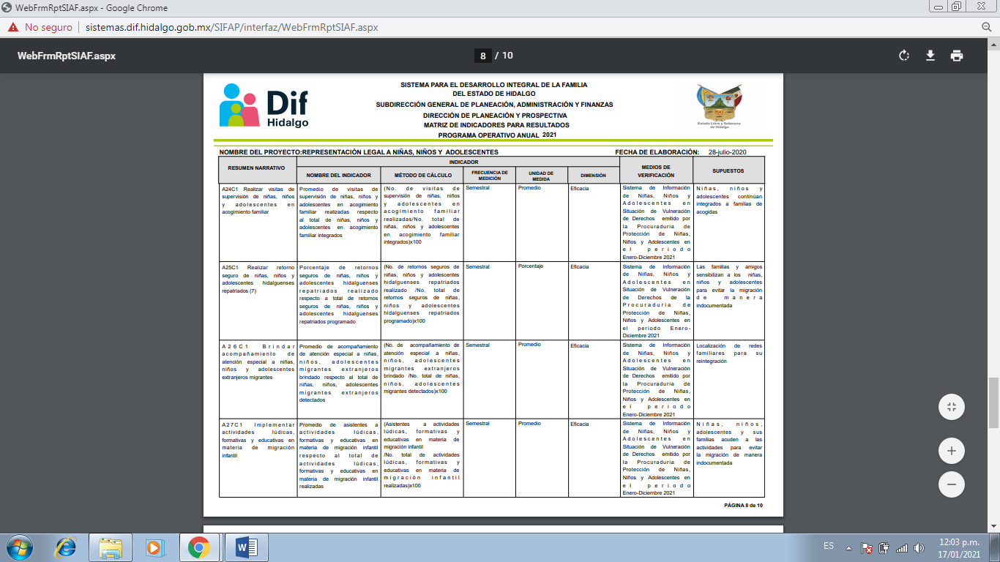 WebFrmRptSIAF.aspx - Google Chrome
No seguro | sistemas.dif.hidalgo.gob.mx/SIFAP/interfaz/WebFrmRptSIAF.aspx
WebFrmRptSIAF.aspx
8 / 10
Dif
Hidalgo
SISTEMA PARA EL DESARROLLO INTEGRAL DE LA FAMILIA
DEL ESTADO DE HIDALGO
SUBDIRECCIÓN GENERAL DE PLANEACIÓN, ADMINISTRACIÓN Y FINANZAS
DIRECCIÓN DE PLANEACIÓN Y PROSPECTIVA
MATRIZ DE INDICADORES PARA RESULTADOS
PROGRAMA OPERATIVO ANUAL 2021
Estado Libre y Soberano
de Hidalgo
NOMBRE DEL PROYECTO:REPRESENTACIÓN LEGAL A NIÑAS, NIÑOS Y ADOLESCENTES
FECHA DE ELABORACIÓN: 28-julio-2020
RESUMEN NARRATIVO
INDICADOR
NOMBRE DEL INDICADOR
MÉTODO DE CÁLCULO
FRECUENCIA DE
MEDICIÓN
UNIDAD DE
MEDIDA
DIMENSIÓN
MEDIOS DE
VERIFICACIÓN
SUPUESTOS
A24C1 Realizar visitas de
supervisión de niñas, niños
y adolescentes en
acogimiento familiar
Promedio de visitas de
supervisión de niñas, niños y
adolescentes en acogimiento
familiar realizadas respecto
al total de niñas, niños y
adolescentes en acogimiento
familiar integrados
(No. de visitas de
supervisión de niñas, niños
y adolescentes en
acogimiento familiar
realizadas/No. total de
niñas, niños y adolescentes
en acogimiento familiar
integrados)x100
Semestral
Promedio
Eficacia
Sistema de Información
de Niñas, Niños y
Adolescentes en
Situación de Vulneración
de Derechos emitido por
la Procuraduría de
Protección de Niñas,
Niños y Adolescentes en
el periodo
Enero-Diciembre 2021
Niñas, niños y
adolescentes continúan
integrados a familias de
acogidas
A25C1 Realizar retorno
seguro de niñas, niños y
adolescentes hidalguenses
repatriados (7)
Porcentaje de retornos
seguros de niñas, niños y
adolescentes hidalguenses
repatriados realizado
respecto a total de retornos
seguros de niñas, niños y
adolescentes hidalguenses
repatriados programado
(No. de retornos seguros de
niñas, niños y adolescentes
hidalguenses repatriados
realizado /No. total de
retornos seguros de niñas,
niños y adolescentes
hidalguenses repatriados
programado)x100
Semestral
Porcentaje
Eficacia
Sistema de Información
de Niñas, Niños y
Adolescentes en
Situación de Vulneración
de Derechos de la
Procuraduría de
Protección de Niñas,
Niños y Adolescentes en
el periodo Enero-
Diciembre 2021
Las familias y amigos
sensibilizan a los niñas,
niños y adolescentes
para evitar la migración
de manera
indocumentada
A26C1 Brindar
acompañamiento de
atención especial a niñas,
niños y adolescentes
extranjeros migrantes
Promedio de acompañamiento
de atención especial a niñas,
niños, adolescentes
migrantes extranjeros
brindado respecto al total de
niñas, niños, adolescentes
migrantes extranjeros
detectados
(No. de acompañamiento de
atención especial a niñas,
niños, adolescentes
migrantes extranjeros
brindado /No. total de niñas,
niños, adolescentes
migrantes detectados)x100
Semestral
Promedio
Eficacia
Sistema de Información
de Niñas, Niños y
Adolescentes en
Situación de Vulneración
de Derechos emitido por
la Procuraduría de
Protección de Niñas,
Niños y Adolescentes en
el periodo
Enero-Diciembre 2021
Localización de redes
familiares para su
reintegración
A27C1 Implementar
actividades lúdicas,
formativas y educativas en
materia de migración
infantil
Promedio de asistentes a
actividades lúdicas,
formativas y educativas en
materia de migración infantil
respecto al total de
actividades lúdicas,
formativas y educativas en
materia de migración infantil
realizadas
(Asistentes a actividades
lúdicas, formativas y
educativas en materia de
migración infantil
/No. total de actividades
lúdicas, formativas y
educativas en materia de
migración infantil
realizadas)x100
Semestral
Promedio
Eficacia
Sistema de Información
de Niñas, Niños y
Adolescentes en
Situación de Vulneración
de Derechos emitido por
la Procuraduría de
Protección de Niñas,
Niños y Adolescentes en
el periodo
Enero-Diciembre 2021
Niñas, niños,
adolescentes y sus
familias acuden a las
actividades para evitar
la migración de manera
indocumentada
PÁGINA 8 de 10
ES
12:03 p.m.
17/01/2021